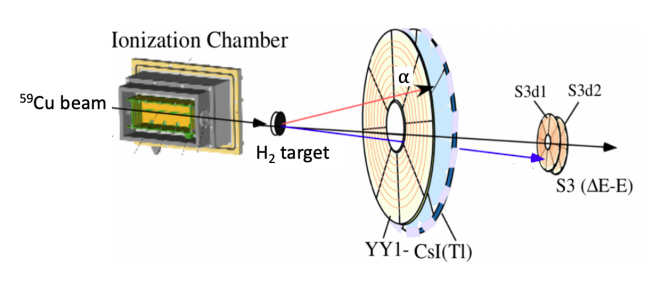 Ionization Chamber
⁵⁹Cu beam
α
H₂ target
S3d1
S3d2
S3 (ΔE-E)
YY1- CsI(Tl)